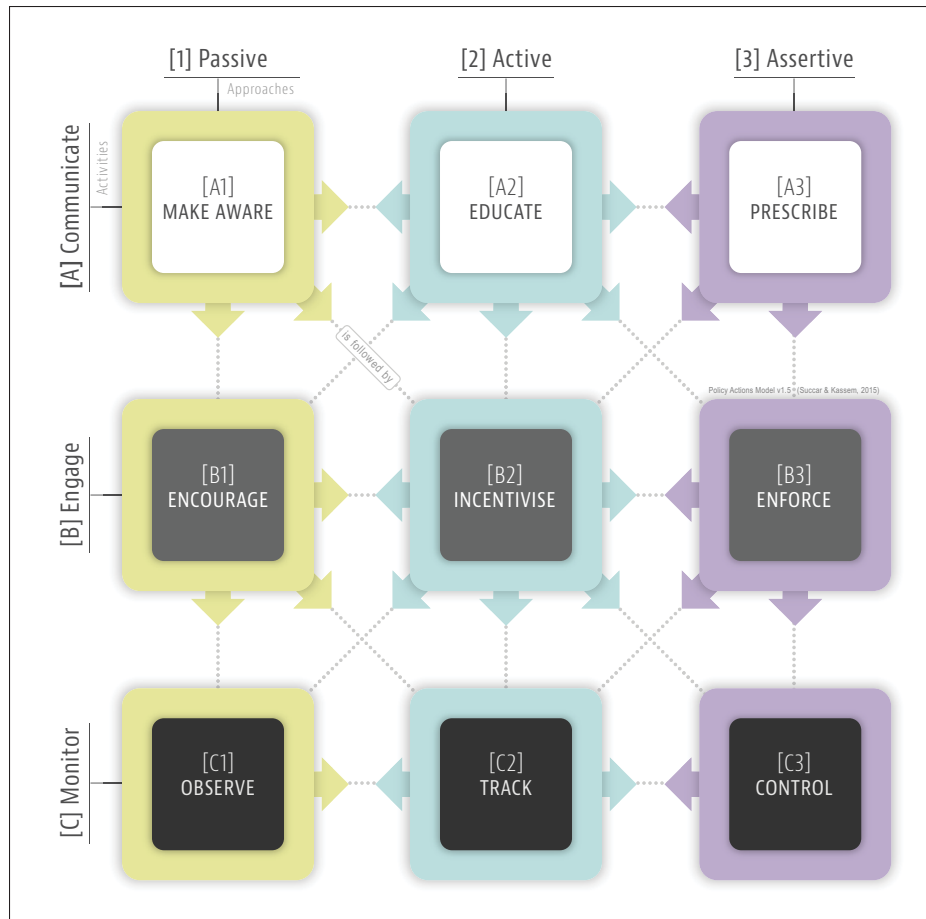 [1] Passive
[2] Active
[3] Assertive
Approaches
[A] Communicate
Activities
[A1]
MAKE AWARE
[A2]
EDUCATE
[A3]
PRESCRIBE
is followed by
Policy Actions Model v1.5 (Succar & Kassem, 2015)
[B] Engage
[B1]
ENCOURAGE
[B2]
INCENTIVISE
[B3]
ENFORCE
[C] Monitor
[C1]
OBSERVE
[C2]
TRACK
[C3]
CONTROL